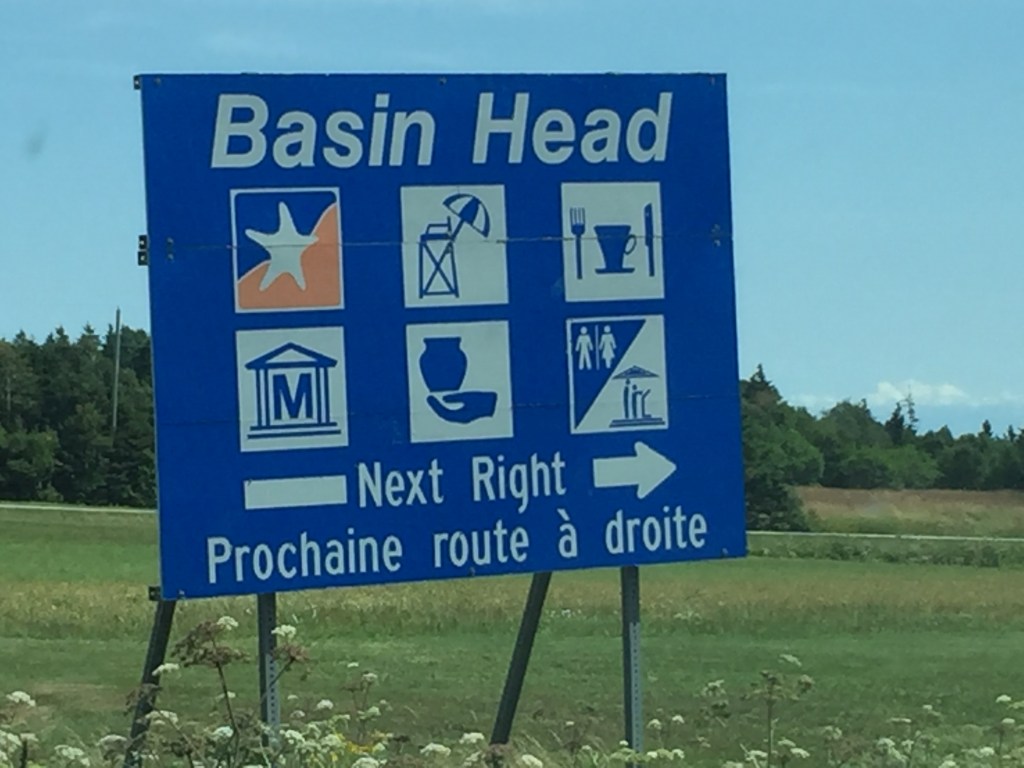 Basin Head
M
Next Right
Prochaine route à droite